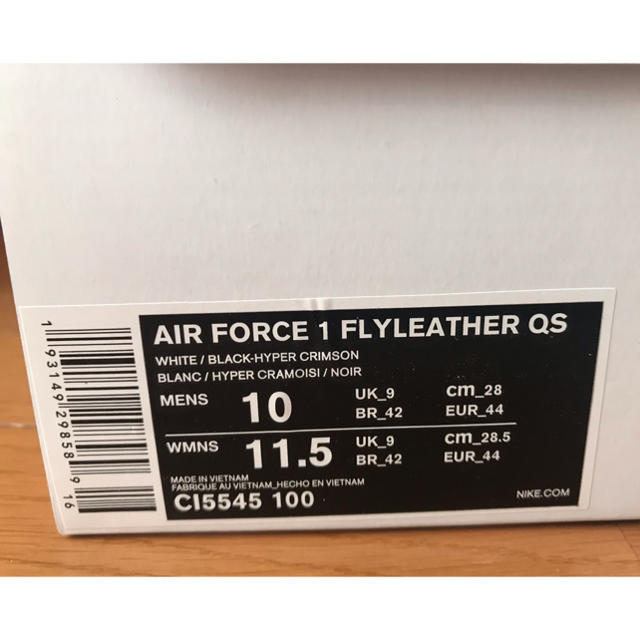 AIR FORCE 1 FLYLEATHER QS
WHITE / BLACK-HYPER CRIMSON
BLANC / HYPER CRAMOISI / NOIR
MENS 10 UK_9 cm_28
BR_42 EUR_44
WMNS 11.5 UK_9 cm_28.5
BR_42 EUR_44
MADE IN VIETNAM
FABRIQUE AU VIETNAM_HECHO EN VIETNAM
CI5545 100 NIKE.COM
1 93149 29858 9 16